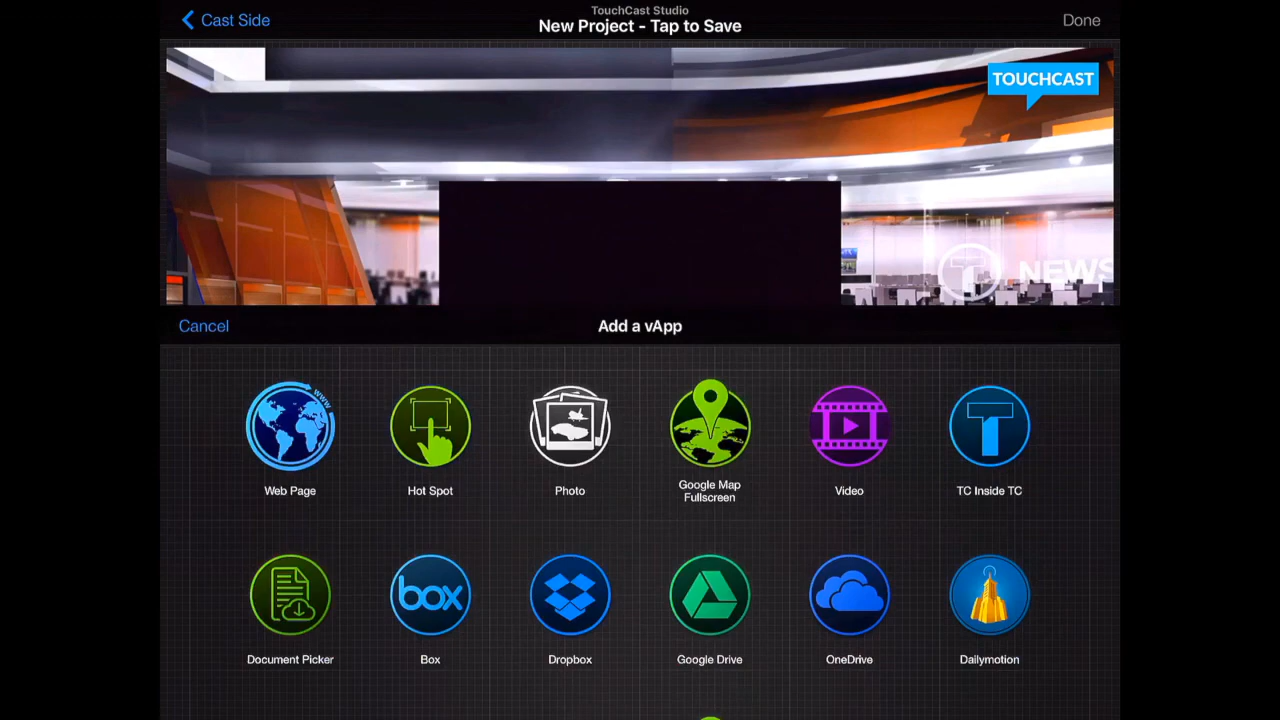 TouchCast Studio
Cast Side
New Project - Tap to Save
Done
TOUCHCAST
T NEWS
Cancel
Add a vApp
www
Web Page
Hot Spot
Photo
Google Map
Fullscreen
Video
TC Inside TC
box
Document Picker
Box
Dropbox
Google Drive
OneDrive
Dailymotion